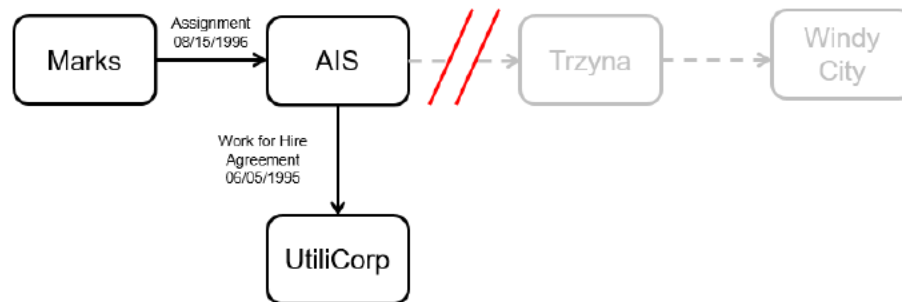 Assignment
08/15/1996
Marks
AIS
Trzyna
Windy
City
Work for Hire
Agreement
06/05/1995
UtiliCorp